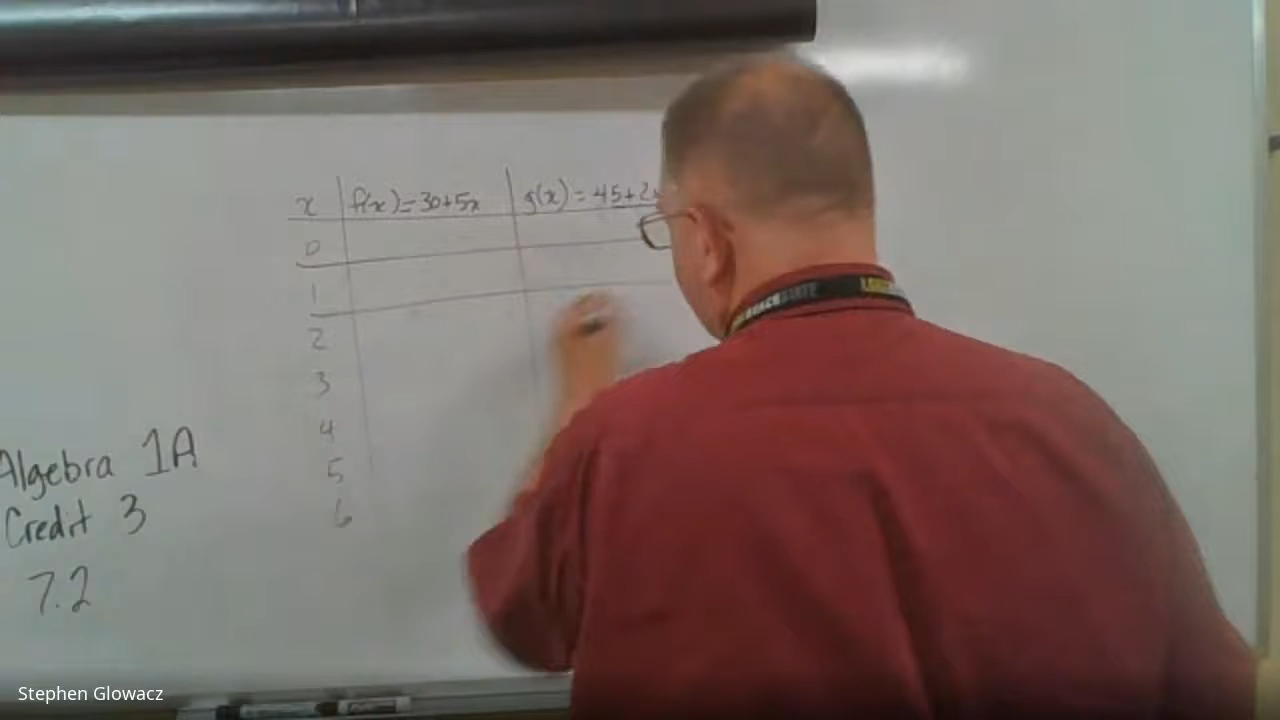 x f(x)=30+5x g(x)=45+2
0
1
2
3
4
5
6
Algebra 1A
Credit 3
7.2
Stephen Glowacz